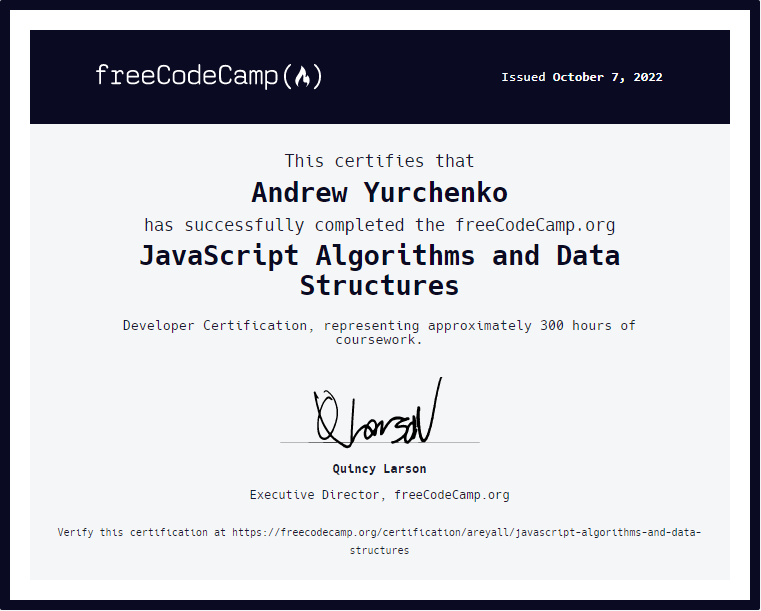 freeCodeCamp
Issued October 7, 2022
This certifies that
Andrew Yurchenko
has successfully completed the freeCodeCamp.org
JavaScript Algorithms and Data
Structures
Developer Certification, representing approximately 300 hours of
coursework.
Q Larson
Quincy Larson
Executive Director, freeCodeCamp.org
Verify this certification at https://freecodecamp.org/certification/areyall/javascript-algorithms-and-data-
structures